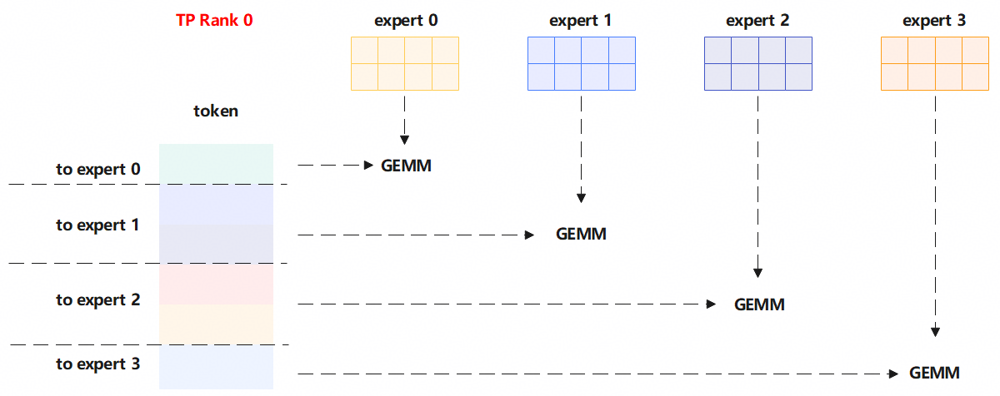 TP Rank 0
expert 0
expert 1
expert 2
expert 3
token
to expert 0
GEMM
to expert 1
GEMM
to expert 2
GEMM
to expert 3
GEMM